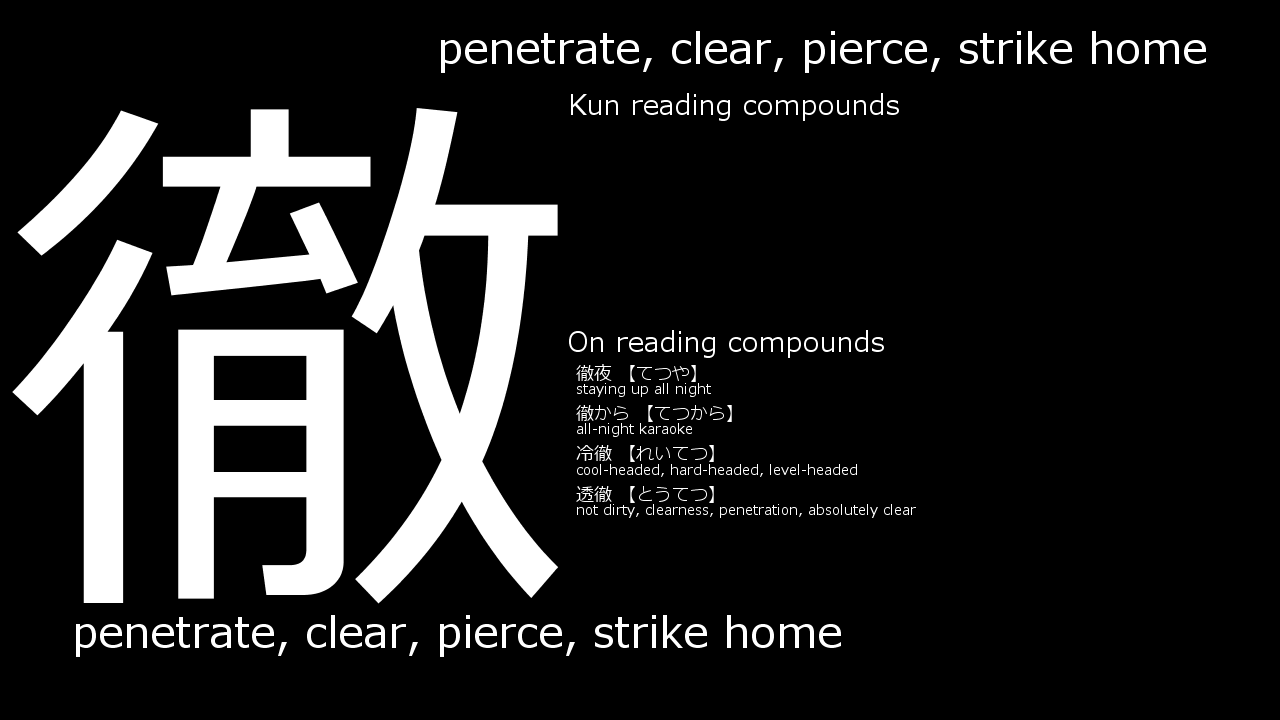 penetrate, clear, pierce, strike home
Kun reading compounds
徹
On reading compounds
徹夜 【てつや】
staying up all night
徹から 【てつから】
all-night karaoke
冷徹 【れいてつ】
cool-headed, hard-headed, level-headed
透徹 【とうてつ】
not dirty, clearness, penetration, absolutely clear
penetrate, clear, pierce, strike home